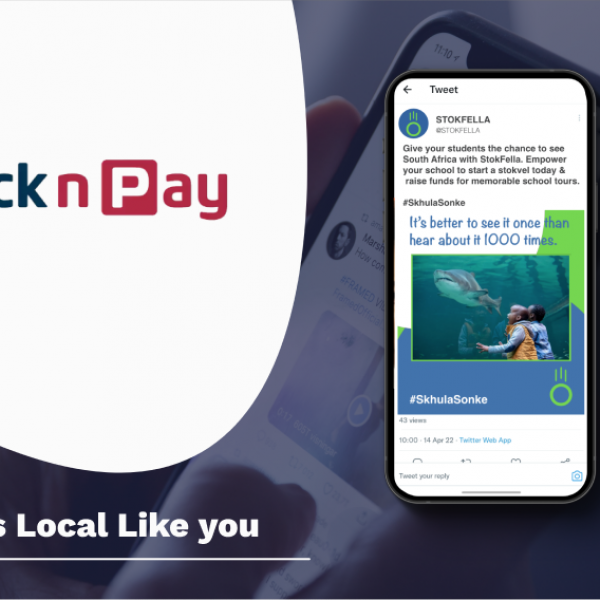 ck n Pay
s Local Like you
11:10
Tweet
STOKFELLA
@STOKFELLA
Give your students the chance to see
South Africa with StokFella. Empower
your school to start a stokvel today &
raise funds for memorable school tours.
#SkhulaSonke
It's better to see it once than
hear about it 1000 times.
#SkhulaSonke
43 views
10:00 · 14 Apr 22 · Twitter Web App
Tweet your reply